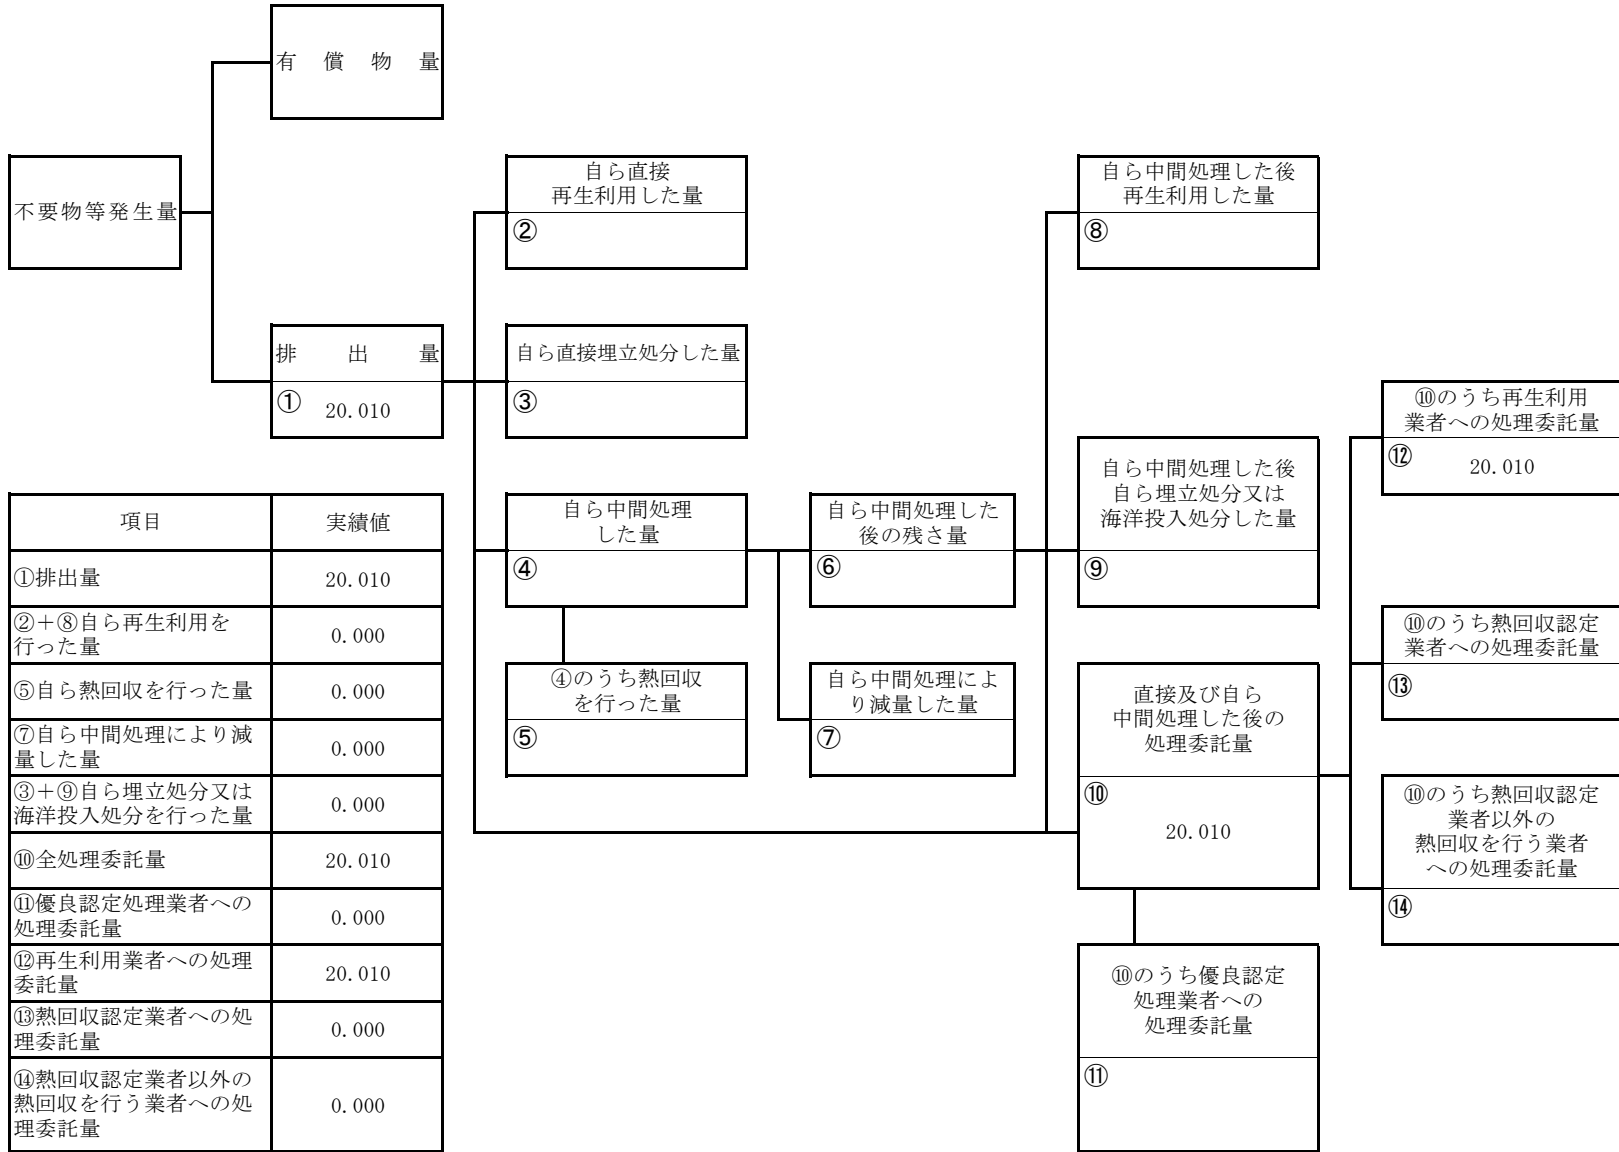 有償物量
不要物等発生量
自ら直接
再生利用した量
②
自ら中間処理した後
再生利用した量
⑧
排出量
① 20.010
自ら直接埋立処分した量
③
⑩のうち再生利用
業者への処理委託量
⑫ 20.010
自ら中間処理
した量
④
自ら中間処理した
後の残さ量
⑥
自ら中間処理した後
自ら埋立処分又は
海洋投入処分した量
⑨
④のうち熱回収
を行った量
⑤
自ら中間処理によ
り減量した量
⑦
直接及び自ら
中間処理した後の
処理委託量
⑩
20.010
⑩のうち熱回収認定
業者への処理委託量
⑬
⑩のうち熱回収認定
業者以外の
熱回収を行う業者
への処理委託量
⑭
⑩のうち優良認定
処理業者への
処理委託量
⑪
項目 実績値
①排出量 20.010
②＋⑧自ら再生利用を
行った量 0.000
⑤自ら熱回収を行った量 0.000
⑦自ら中間処理により減
量した量 0.000
③＋⑨自ら埋立処分又は
海洋投入処分を行った量 0.000
⑩全処理委託量 20.010
⑪優良認定処理業者への
処理委託量 0.000
⑫再生利用業者への処理
委託量 20.010
⑬熱回収認定業者への処
理委託量 0.000
⑭熱回収認定業者以外の
熱回収を行う業者への処
理委託量 0.000